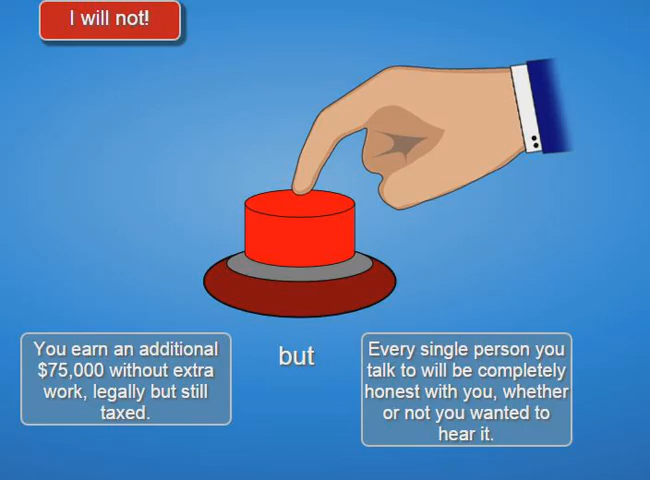 I will not!
You earn an additional
$75,000 without extra
work, legally but still
taxed.
but
Every single person you
talk to will be completely
honest with you, whether
or not you wanted to
hear it.